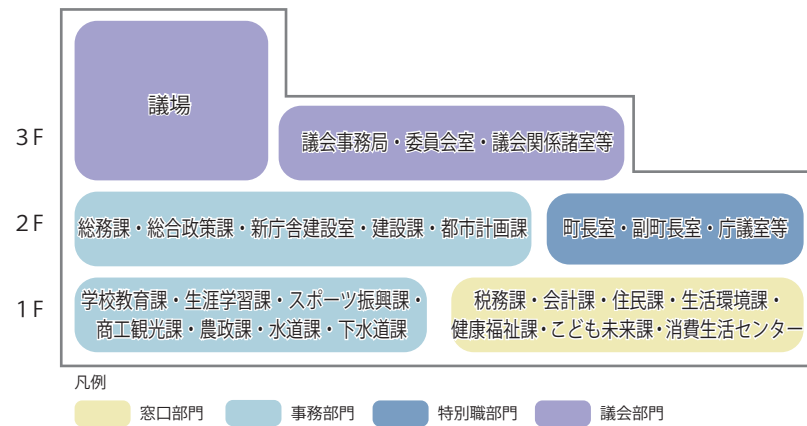 議場
3F
議会事務局・委員会室・議会関係諸室等
2F
総務課・総合政策課・新庁舎建設室・建設課・都市計画課
町長室・副町長室・庁議室等
1F
学校教育課・生涯学習課・スポーツ振興課・
商工観光課・農政課・水道課・下水道課
税務課・会計課・住民課・生活環境課・
健康福祉課・こども未来課・消費生活センター
凡例
窓口部門
事務部門
特別職部門
議会部門